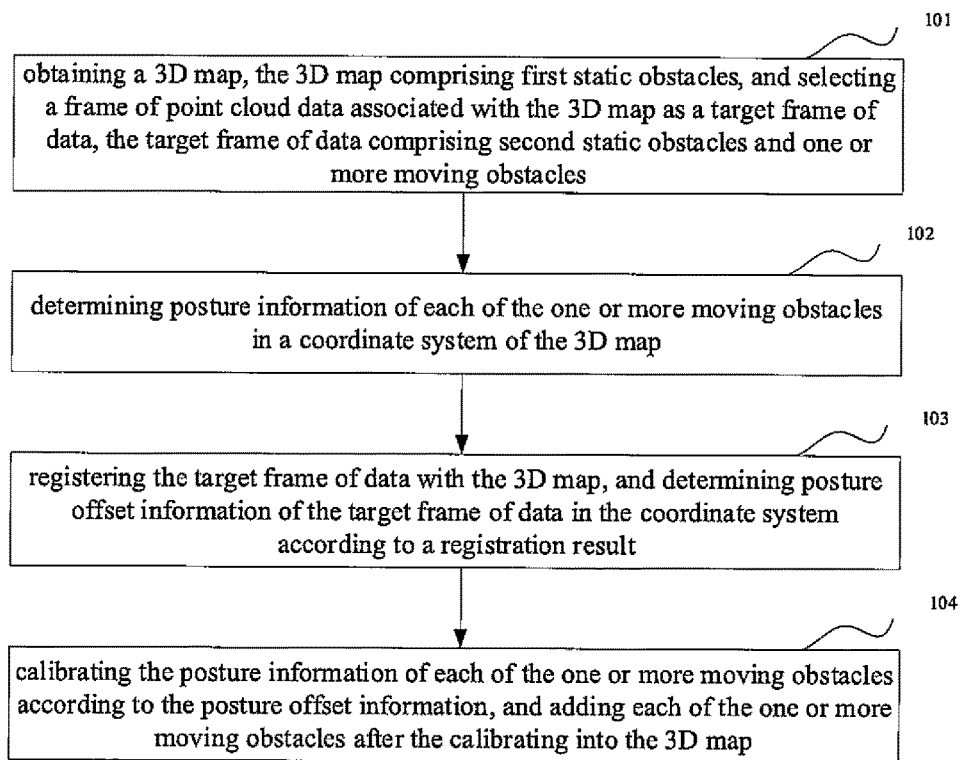 101
obtaining a 3D map, the 3D map comprising first static obstacles, and selecting
a frame of point cloud data associated with the 3D map as a target frame of
data, the target frame of data comprising second static obstacles and one or
more moving obstacles
102
determining posture information of each of the one or more moving obstacles
in a coordinate system of the 3D map
103
registering the target frame of data with the 3D map, and determining posture
offset information of the target frame of data in the coordinate system
according to a registration result
104
calibrating the posture information of each of the one or more moving obstacles
according to the posture offset information, and adding each of the one or more
moving obstacles after the calibrating into the 3D map